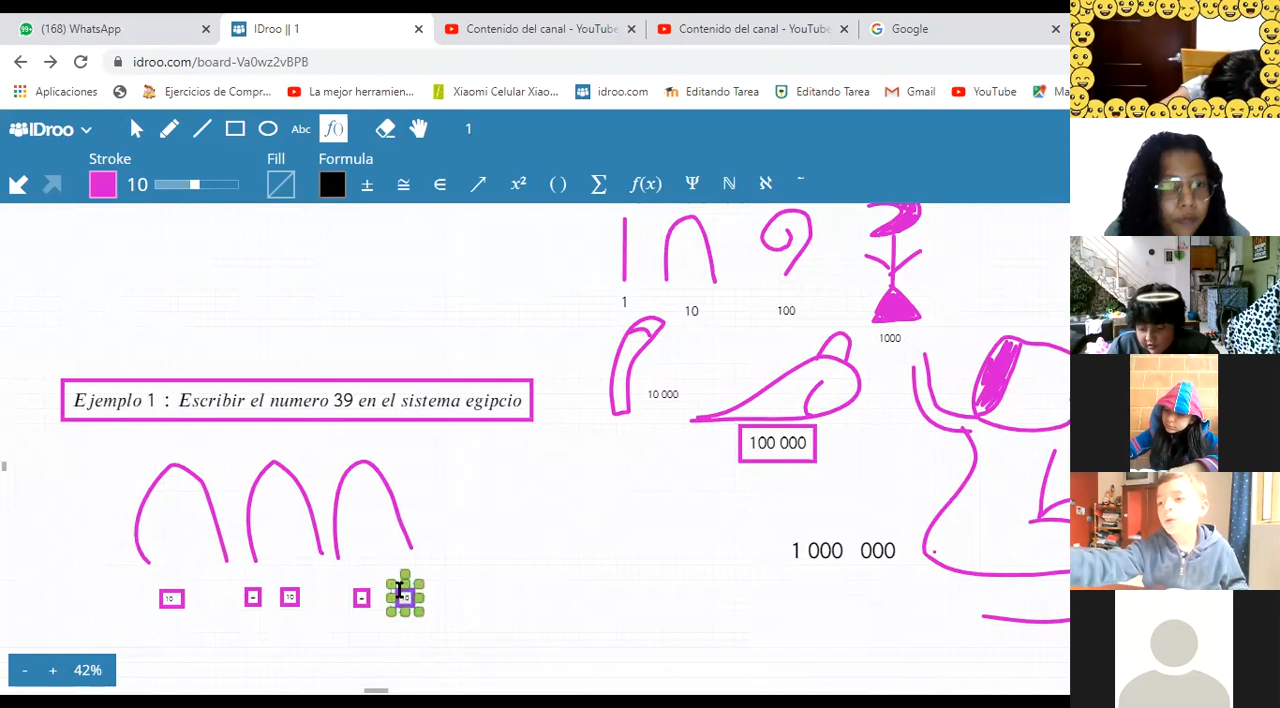 99+
(168) WhatsApp
IDroo || 1
Contenido del canal - YouTube
Contenido del canal - YouTube
Google
idroo.com/board-Va0wz2vBPB
Aplicaciones
Ejercicios de Compr...
La mejor herramien...
Xiaomi Celular Xiao...
idroo.com
Editando Tarea
Editando Tarea
Gmail
YouTube
Ma
IDroo
Abc
f()
1
Stroke
Fill
Formula
10
± ≅ ∈ x² ( ) ∑ f(x) Ψ ℕ ℵ ~
1
10
100
1000
10 000
100 000
1 000 000
Ejemplo 1 : Escribir el numero 39 en el sistema egipcio
10
10
- + 42%